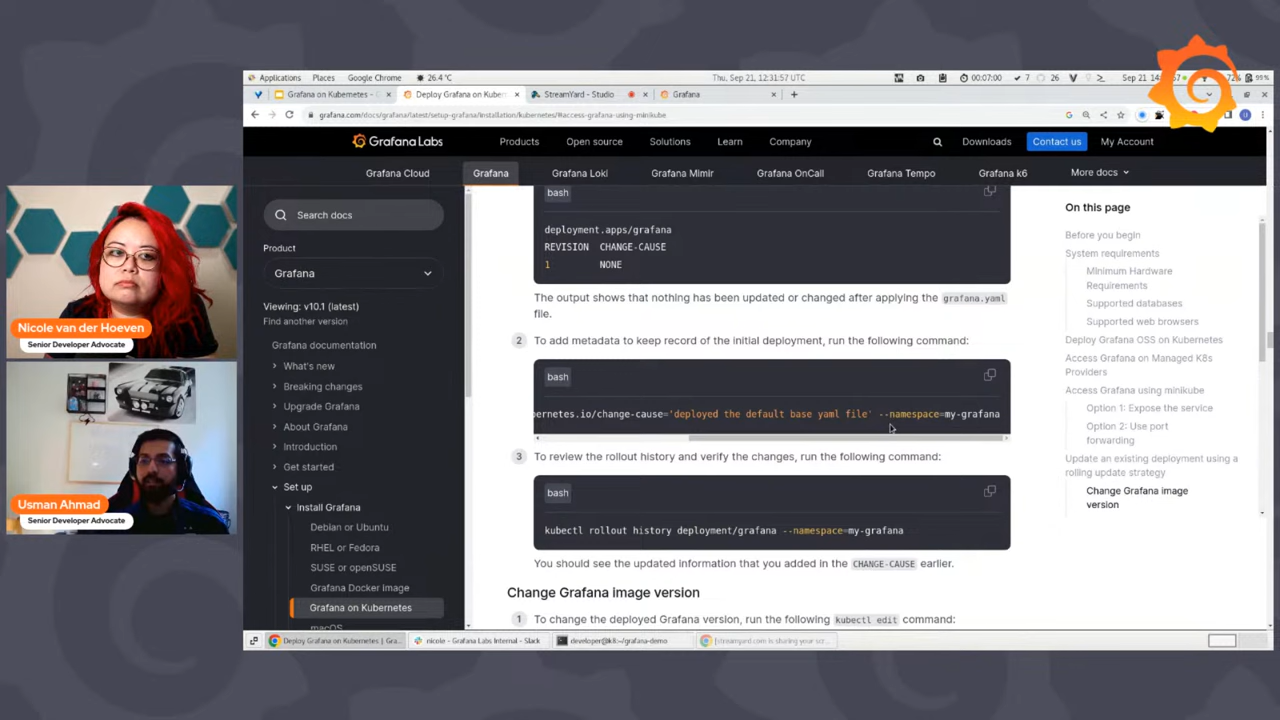 Applications Places Google Chrome 26.4 °C Thu, Sep 21, 12:31:57 UTC 00:07:00 7 26
Grafana on Kubernetes - Deploy Grafana on Kuber StreamYard - Studio Grafana
grafana.com/docs/grafana/latest/setup-grafana/installation/kubernetes/#access-grafana-using-minikube
Grafana Labs Products Open source Solutions Learn Company Downloads Contact us My Account
Grafana Cloud Grafana Grafana Loki Grafana Mimir Grafana OnCall Grafana Tempo Grafana k6 More docs
Search docs
Product
Grafana
Viewing: v10.1 (latest)
Find another version
Grafana documentation
What's new
Breaking changes
Upgrade Grafana
About Grafana
Introduction
Get started
Set up
Install Grafana
Debian or Ubuntu
RHEL or Fedora
SUSE or openSUSE
Grafana Docker image
Grafana on Kubernetes
macOS
bash
deployment.apps/grafana
REVISION CHANGE-CAUSE
1 NONE
The output shows that nothing has been updated or changed after applying the grafana.yaml
file.
2 To add metadata to keep record of the initial deployment, run the following command:
bash
ernetes.io/change-cause='deployed the default base yaml file' --namespace=my-grafana
3 To review the rollout history and verify the changes, run the following command:
bash
kubectl rollout history deployment/grafana --namespace=my-grafana
You should see the updated information that you added in the CHANGE-CAUSE earlier.
Change Grafana image version
1 To change the deployed Grafana version, run the following kubectl edit command:
On this page
Before you begin
System requirements
Minimum Hardware
Requirements
Supported databases
Supported web browsers
Deploy Grafana OSS on Kubernetes
Access Grafana on Managed K8s
Providers
Access Grafana using minikube
Option 1: Expose the service
Option 2: Use port
forwarding
Update an existing deployment using a
rolling update strategy
Change Grafana image
version
Deploy Grafana on Kubernetes | Gra... nicole - Grafana Labs Internal - Slack developer@k8:~/grafana-demo [streamyard.com is sharing your scr...
Nicole van der Hoeven
Senior Developer Advocate
Usman Ahmad
Senior Developer Advocate